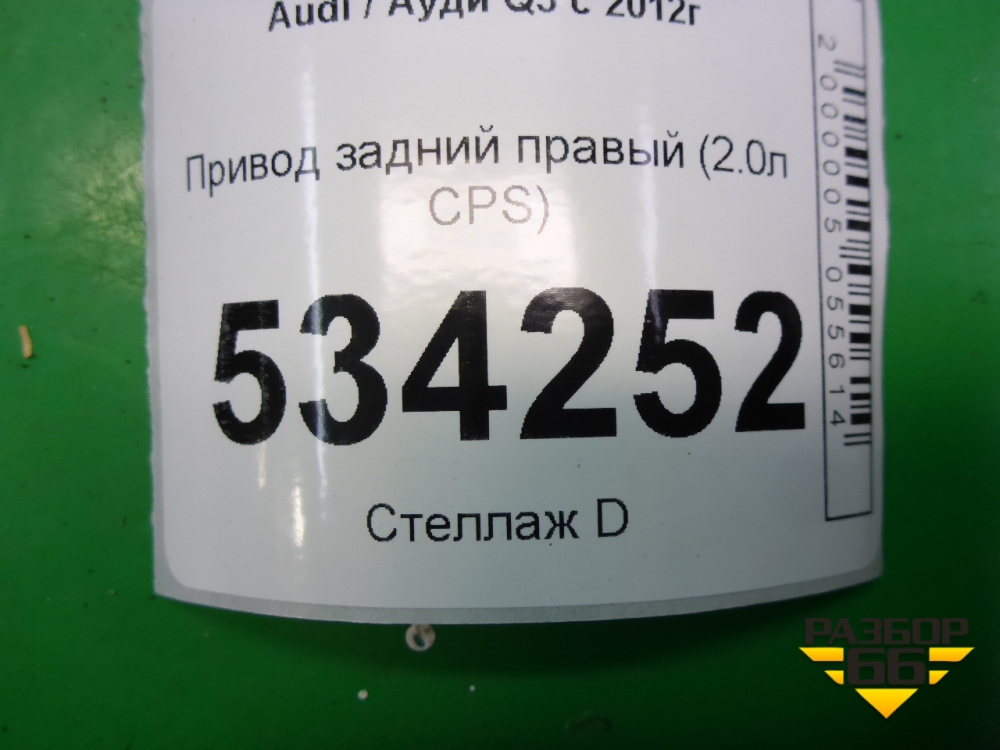 Audi / Ауди Q3 с 2012г
Привод задний правый (2.0л
CPS)
534252
Стеллаж D
2000005055614
РАЗБОР
66